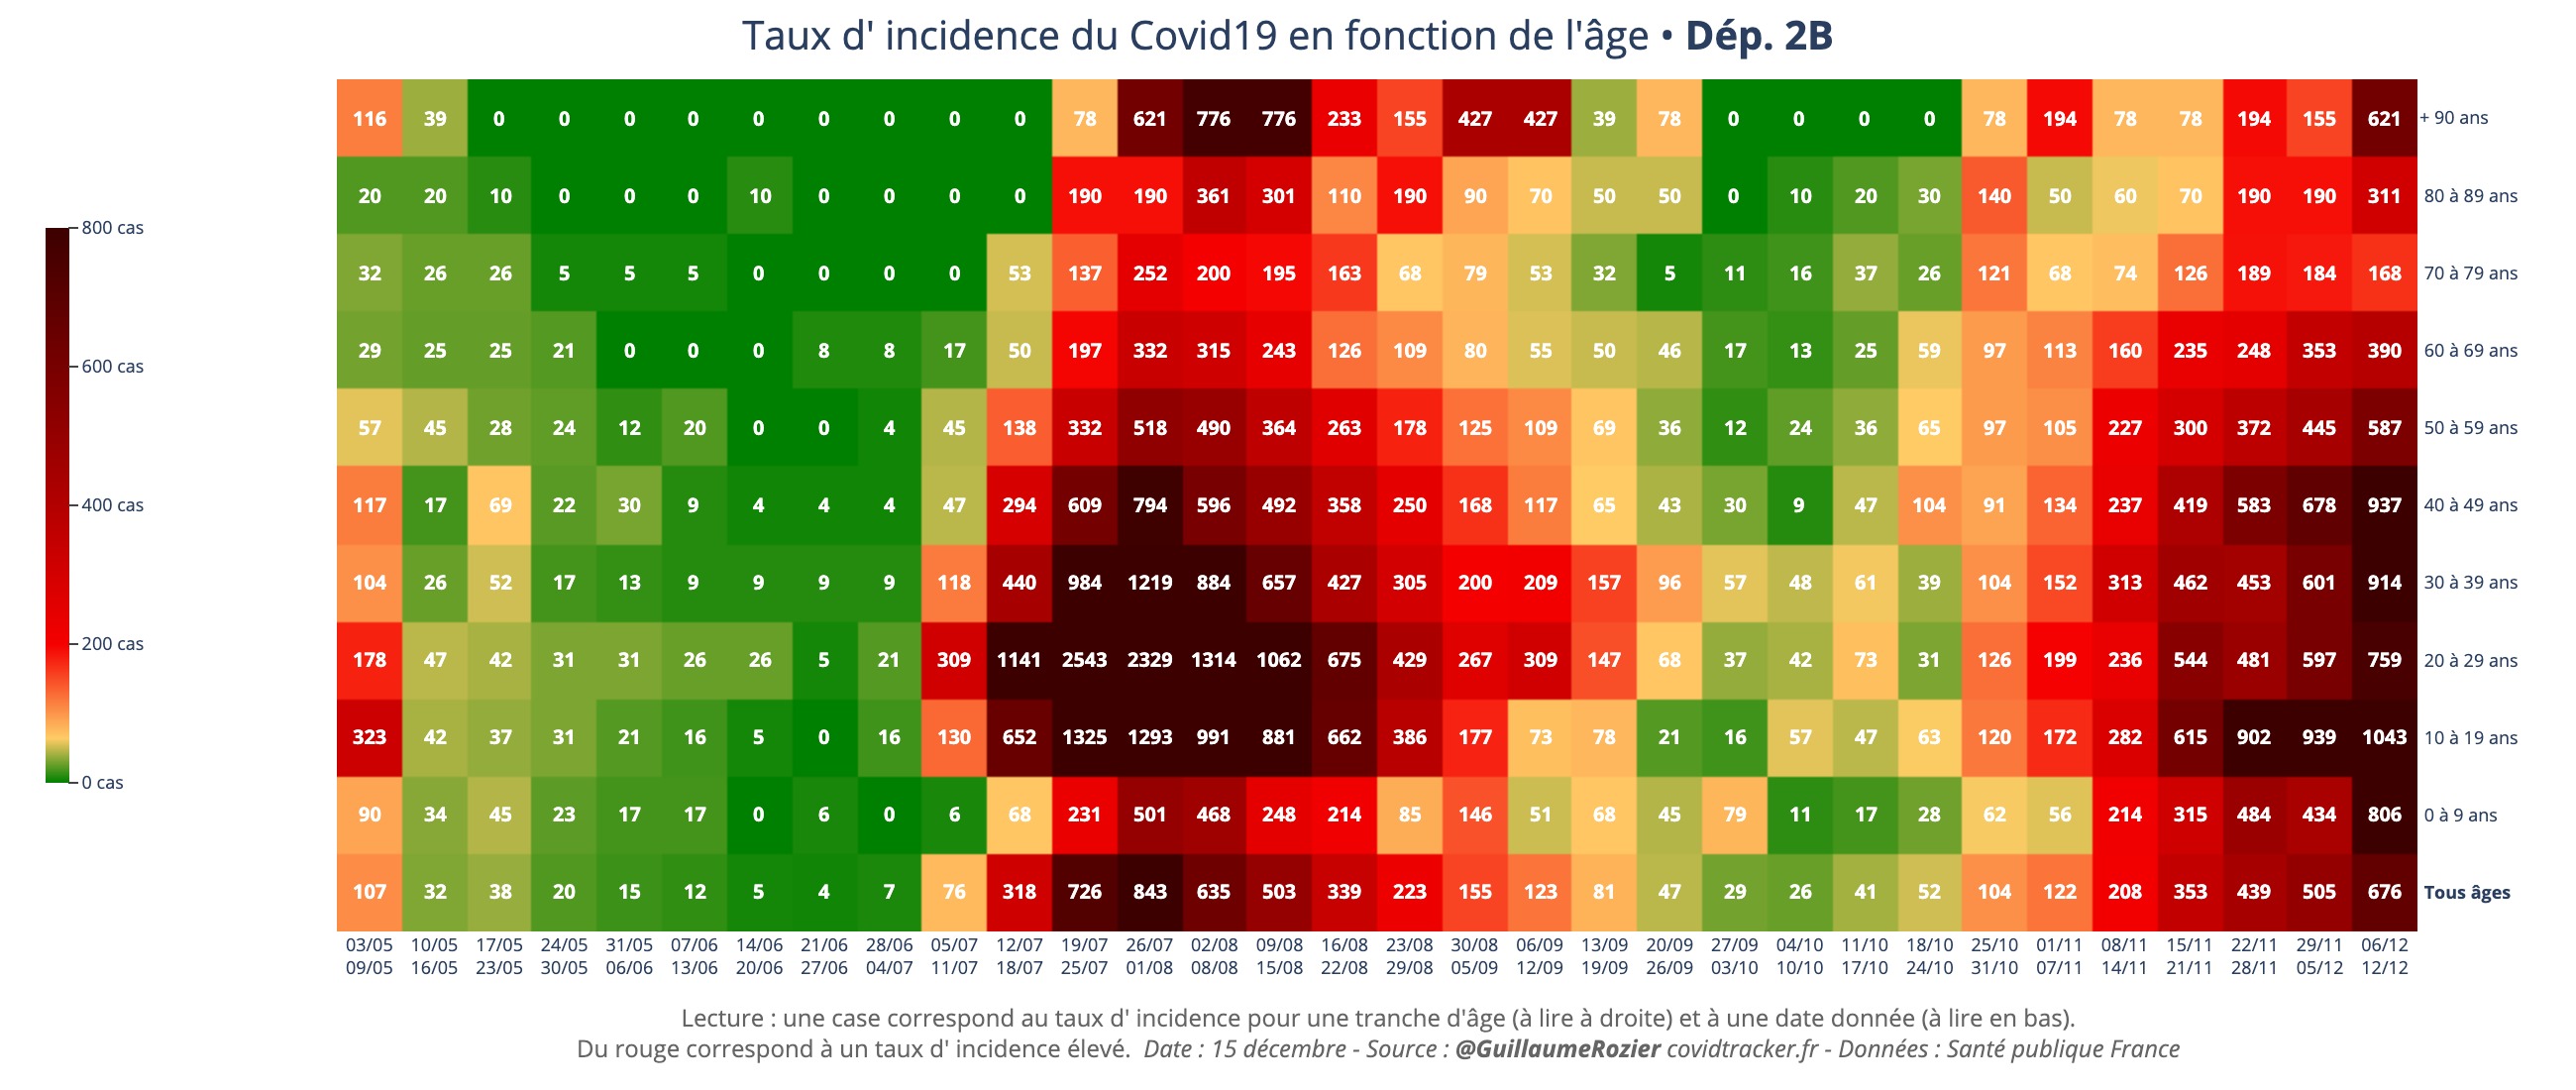 Taux d' incidence du Covid19 en fonction de l'âge • Dép. 2B
116 39 0 0 0 0 0 0 0 0 0 78 621 776 776 233 155 427 427 39 78 0 0 0 0 78 194 78 78 194 155 621 + 90 ans
20 20 10 0 0 0 10 0 0 0 0 190 190 361 301 110 190 90 70 50 50 0 10 20 30 140 50 60 70 190 190 311 80 à 89 ans
800 cas
32 26 26 5 5 5 0 0 0 0 53 137 252 200 195 163 68 79 53 32 5 11 16 37 26 121 68 74 126 189 184 168 70 à 79 ans
29 25 25 21 0 0 0 8 8 17 50 197 332 315 243 126 109 80 55 50 46 17 13 25 59 97 113 160 235 248 353 390 60 à 69 ans
600 cas
57 45 28 24 12 20 0 0 4 45 138 332 518 490 364 263 178 125 109 69 36 12 24 36 65 97 105 227 300 372 445 587 50 à 59 ans
400 cas
117 17 69 22 30 9 4 4 4 47 294 609 794 596 492 358 250 168 117 65 43 30 9 47 104 91 134 237 419 583 678 937 40 à 49 ans
104 26 52 17 13 9 9 9 9 118 440 984 1219 884 657 427 305 200 209 157 96 57 48 61 39 104 152 313 462 453 601 914 30 à 39 ans
200 cas
178 47 42 31 31 26 26 5 21 309 1141 2543 2329 1314 1062 675 429 267 309 147 68 37 42 73 31 126 199 236 544 481 597 759 20 à 29 ans
323 42 37 31 21 16 5 0 16 130 652 1325 1293 991 881 662 386 177 73 78 21 16 57 47 63 120 172 282 615 902 939 1043 10 à 19 ans
0 cas
90 34 45 23 17 17 0 6 0 6 68 231 501 468 248 214 85 146 51 68 45 79 11 17 28 62 56 214 315 484 434 806 0 à 9 ans
107 32 38 20 15 12 5 4 7 76 318 726 843 635 503 339 223 155 123 81 47 29 26 41 52 104 122 208 353 439 505 676 Tous âges
03/05 10/05 17/05 24/05 31/05 07/06 14/06 21/06 28/06 05/07 12/07 19/07 26/07 02/08 09/08 16/08 23/08 30/08 06/09 13/09 20/09 27/09 04/10 11/10 18/10 25/10 01/11 08/11 15/11 22/11 29/11 06/12
09/05 16/05 23/05 30/05 06/06 13/06 20/06 27/06 04/07 11/07 18/07 25/07 01/08 08/08 15/08 22/08 29/08 05/09 12/09 19/09 26/09 03/10 10/10 17/10 24/10 31/10 07/11 14/11 21/11 28/11 05/12 12/12
Lecture : une case correspond au taux d' incidence pour une tranche d'âge (à lire à droite) et à une date donnée (à lire en bas).
Du rouge correspond à un taux d' incidence élevé. Date : 15 décembre - Source : @GuillaumeRozier covidtracker.fr - Données : Santé publique France